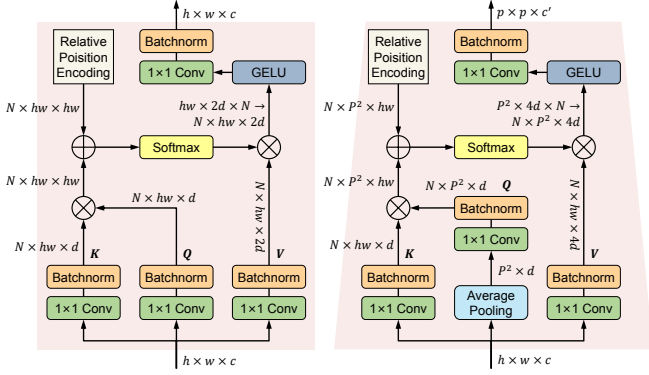 h × w × c
Batchnorm
1×1 Conv
GELU
Relative
Poisition
Encoding
hw × 2d × N →
N × hw × 2d
N × hw × hw
Softmax
N × hw × hw
N × hw × d
N × hw × 2d
N × hw × d
K
Q
V
Batchnorm
Batchnorm
Batchnorm
1×1 Conv
1×1 Conv
1×1 Conv
h × w × c
p × p × c′
Batchnorm
1×1 Conv
GELU
Relative
Poisition
Encoding
P² × 4d × N →
N × P² × 4d
N × P² × hw
Softmax
N × P² × hw
N × P² × d
Q
Batchnorm
1×1 Conv
N × hw × 4d
N × hw × d
K
V
P² × d
Batchnorm
Average
Pooling
Batchnorm
1×1 Conv
1×1 Conv
h × w × c